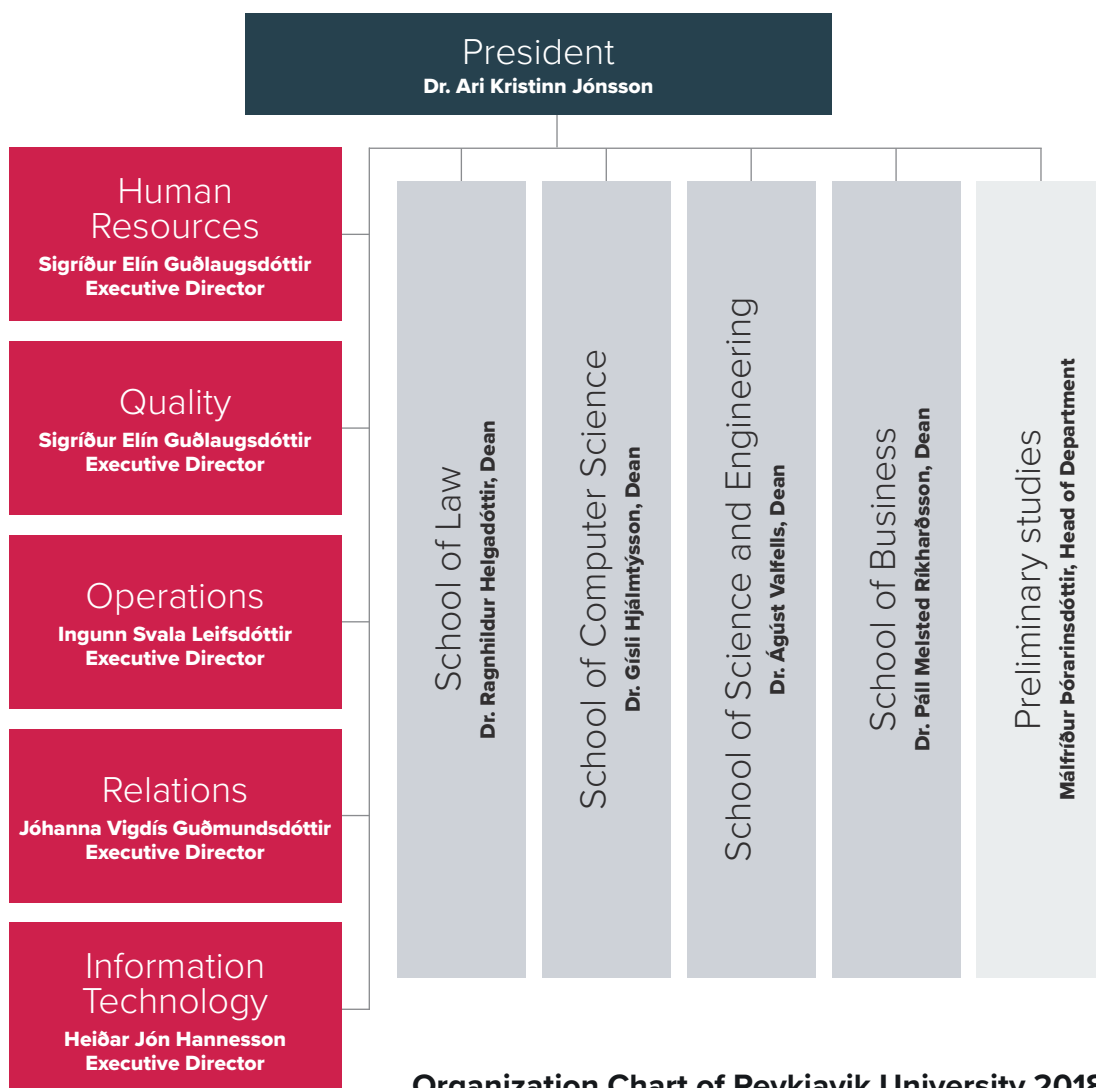 President
Dr. Ari Kristinn Jónsson
Human
Resources
Sigríður Elín Guðlaugsdóttir
Executive Director
Quality
Sigríður Elín Guðlaugsdóttir
Executive Director
Operations
Ingunn Svala Leifsdóttir
Executive Director
Relations
Jóhanna Vigdís Guðmundsdóttir
Executive Director
Information
Technology
Heiðar Jón Hannesson
Executive Director
School of Law
Dr. Ragnhildur Helgadóttir, Dean
School of Computer Science
Dr. Gísli Hjálmtýsson, Dean
School of Science and Engineering
Dr. Ágúst Valfells, Dean
School of Business
Dr. Páll Melsted Ríkharðsson, Dean
Preliminary studies
Málfríður Þórarinsdóttir, Head of Department
Organization Chart of Reykjavik University 2018